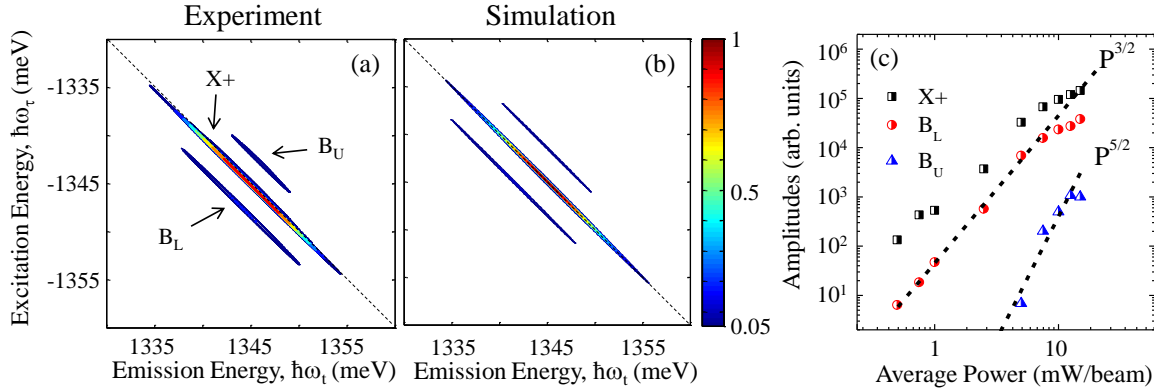 Experiment
Simulation
Excitation Energy, ħω_τ (meV)
-1335
-1345
-1355
(a)
X+
B_U
B_L
1335
1345
1355
Emission Energy, ħω_t (meV)
(b)
1335
1345
1355
Emission Energy, ħω_t (meV)
1
0.5
0.05
Amplitudes (arb. units)
10^6
10^5
10^4
10^3
10^2
10^1
(c)
X+
B_L
B_U
P^{3/2}
P^{5/2}
1
10
Average Power (mW/beam)